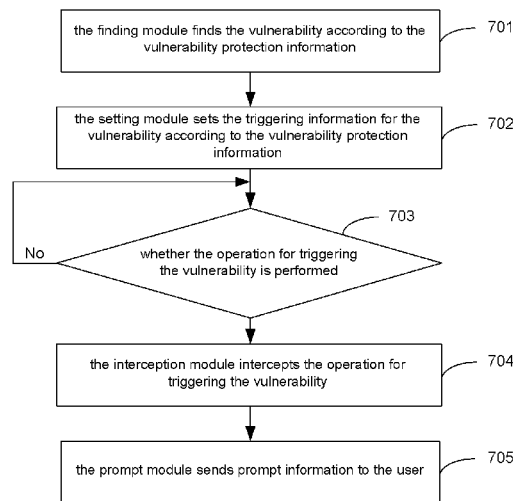 the finding module finds the vulnerability according to the
vulnerability protection information
701
the setting module sets the triggering information for the
vulnerability according to the vulnerability protection
information
702
703
No
whether the operation for triggering
the vulnerability is performed
the interception module intercepts the operation for
triggering the vulnerability
704
the prompt module sends prompt information to the user
705